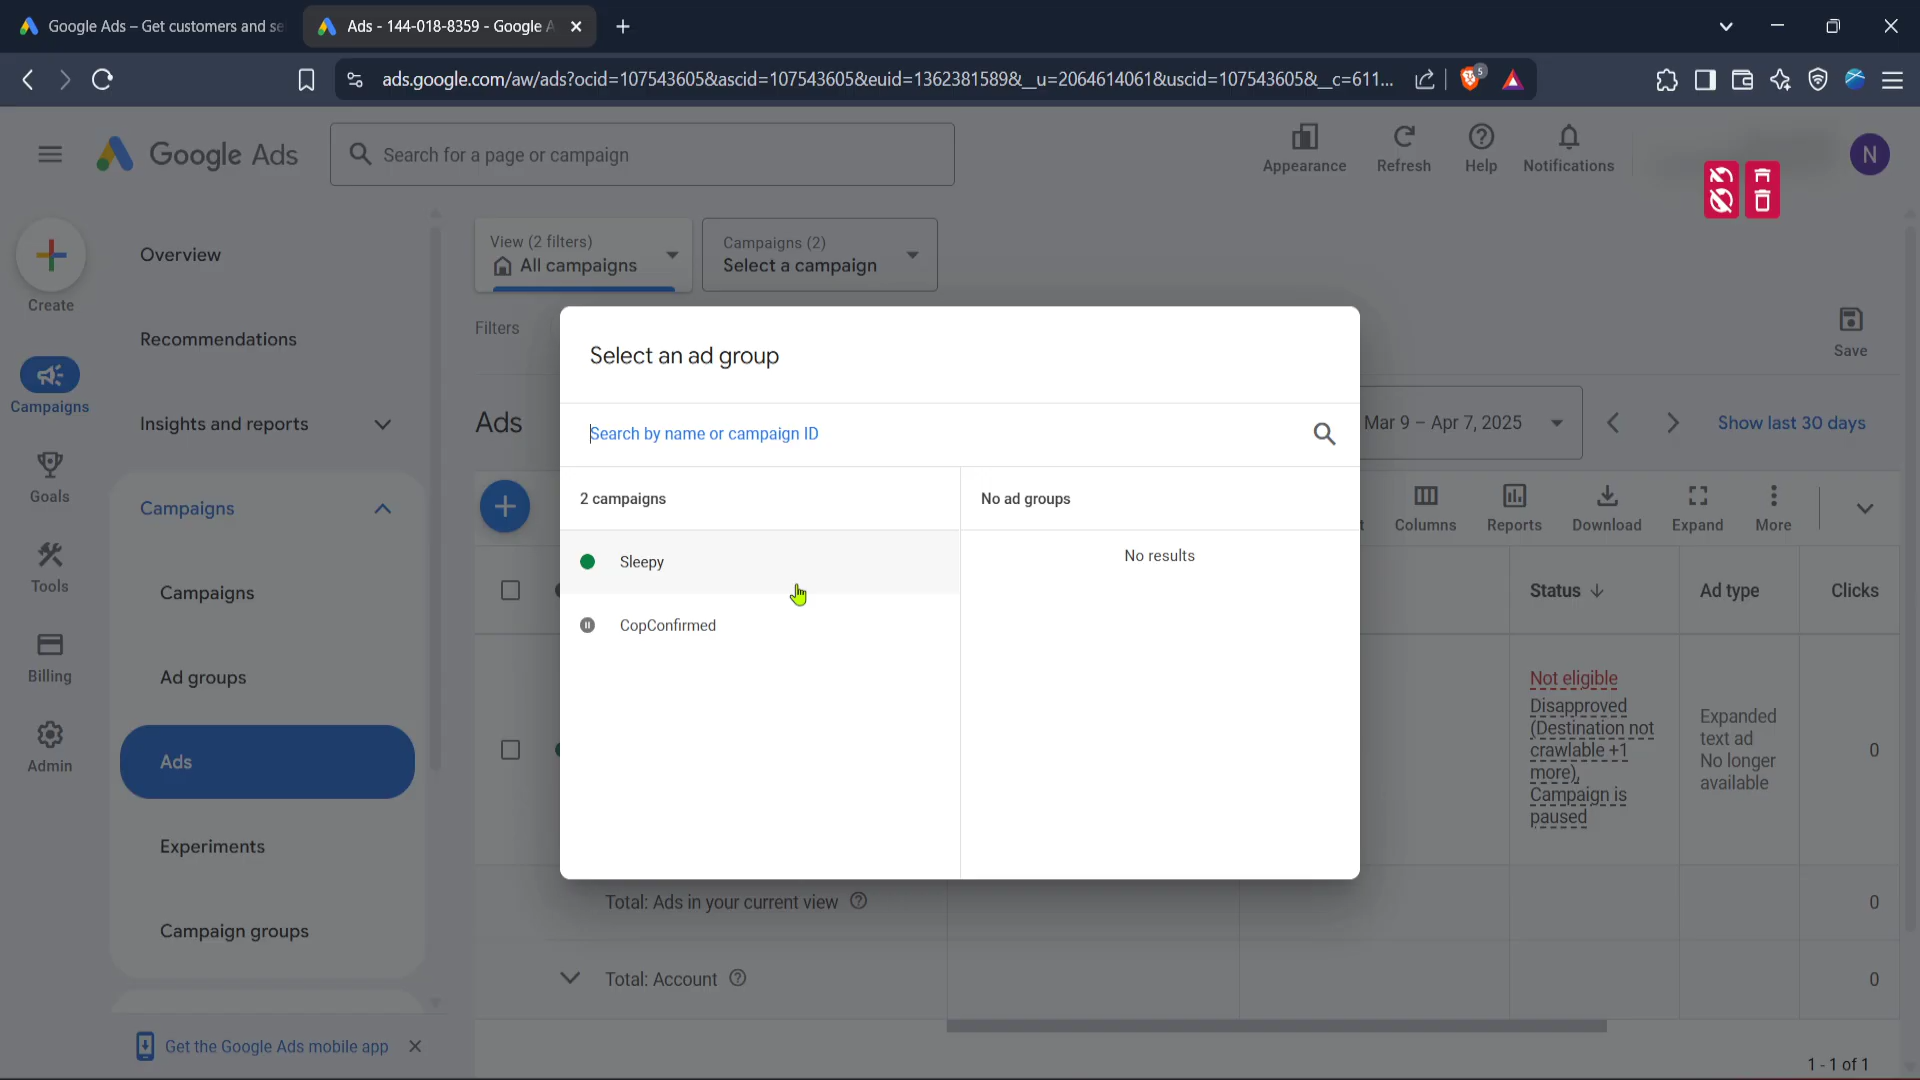 Google Ads – Get customers and se
Ads - 144-018-8359 - Google A
ads.google.com/aw/ads?ocid=107543605&ascid=107543605&euid=1362381589&__u=2064614061&uscid=107543605&__c=611...
5
Google Ads
Search for a page or campaign
Appearance
Refresh
Help
Notifications
N
Create
Campaigns
Goals
Tools
Billing
Admin
Overview
Recommendations
Insights and reports
Campaigns
Campaigns
Ad groups
Ads
Experiments
Campaign groups
Get the Google Ads mobile app
View (2 filters)
All campaigns
Campaigns (2)
Select a campaign
Filters
Save
Ads
Mar 9 – Apr 7, 2025
Show last 30 days
Columns
Reports
Download
Expand
More
Select an ad group
Search by name or campaign ID
2 campaigns
No ad groups
Sleepy
CopConfirmed
No results
Status
Ad type
Clicks
Not eligible
Disapproved
(Destination not
crawlable +1
more),
Campaign is
paused
Expanded
text ad
No longer
available
0
Total: Ads in your current view
0
Total: Account
0
1 - 1 of 1